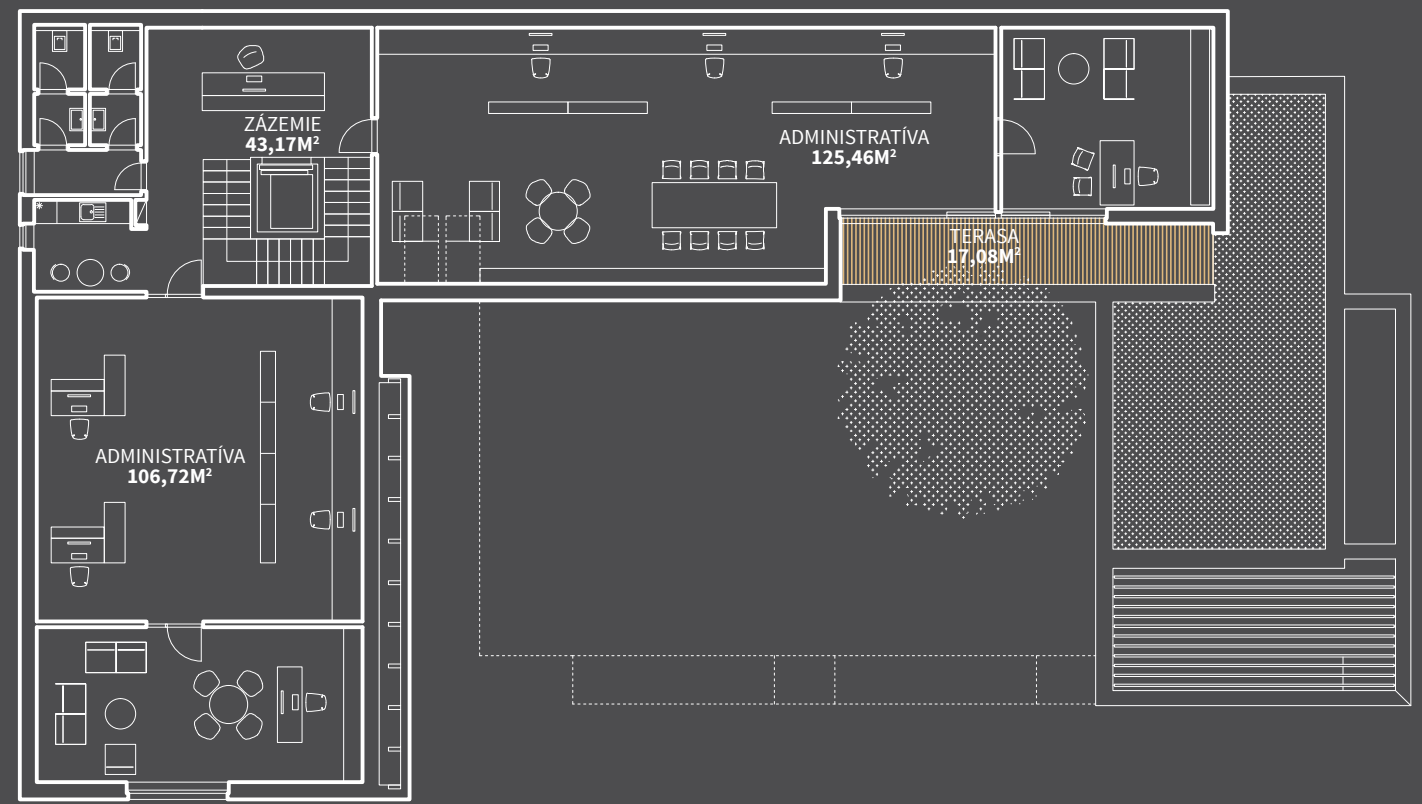 ZÁZEMIE
43,17M²
ADMINISTRATÍVA
125,46M²
TERASA
17,08M²
ADMINISTRATÍVA
106,72M²